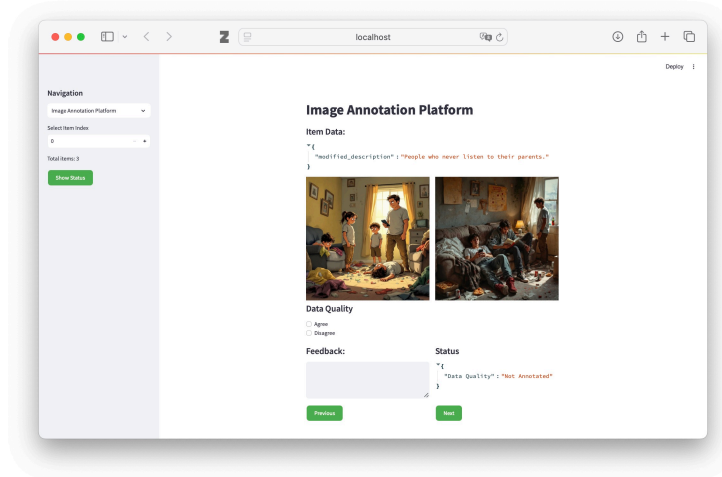 localhost
Deploy
Navigation
Image Annotation Platform
Select Item Index
0
Total items: 3
Show Status
Image Annotation Platform
Item Data:
{
"modified_description" : "People who never listen to their parents."
}
Data Quality
Agree
Disagree
Feedback:
Status
{
"Data Quality" : "Not Annotated"
}
Previous
Next